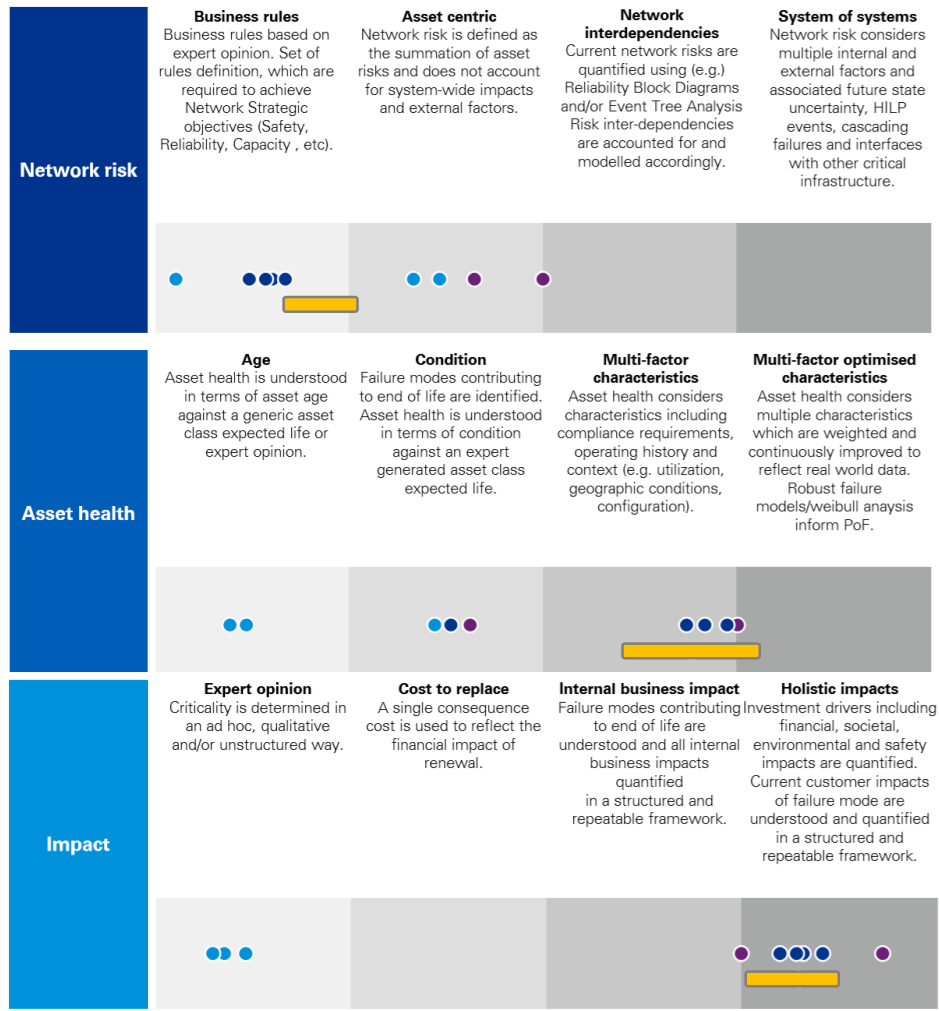 Network risk
Business rules
Business rules based on
expert opinion. Set of
rules definition, which are
required to achieve
Network Strategic
objectives (Safety,
Reliability, Capacity , etc).
Asset centric
Network risk is defined as
the summation of asset
risks and does not account
for system-wide impacts
and external factors.
Network
interdependencies
Current network risks are
quantified using (e.g.)
Reliability Block Diagrams
and/or Event Tree Analysis
Risk inter-dependencies
are accounted for and
modelled accordingly.
System of systems
Network risk considers
multiple internal and
external factors and
associated future state
uncertainty, HILP
events, cascading
failures and interfaces
with other critical
infrastructure.
Asset health
Age
Asset health is understood
in terms of asset age
against a generic asset
class expected life or
expert opinion.
Condition
Failure modes contributing
to end of life are identified.
Asset health is understood
in terms of condition
against an expert
generated asset class
expected life.
Multi-factor
characteristics
Asset health considers
characteristics including
compliance requirements,
operating history and
context (e.g. utilization,
geographic conditions,
configuration).
Multi-factor optimised
characteristics
Asset health considers
multiple characteristics
which are weighted and
continuously improved to
reflect real world data.
Robust failure
models/weibull anaysis
inform PoF.
Impact
Expert opinion
Criticality is determined in
an ad hoc, qualitative
and/or unstructured way.
Cost to replace
A single consequence
cost is used to reflect the
financial impact of
renewal.
Internal business impact
Failure modes contributing
to end of life are
understood and all internal
business impacts
quantified
in a structured and
repeatable framework.
Holistic impacts
Investment drivers including
financial, societal,
environmental and safety
impacts are quantified.
Current customer impacts
of failure mode are
understood and quantified
in a structured and
repeatable framework.